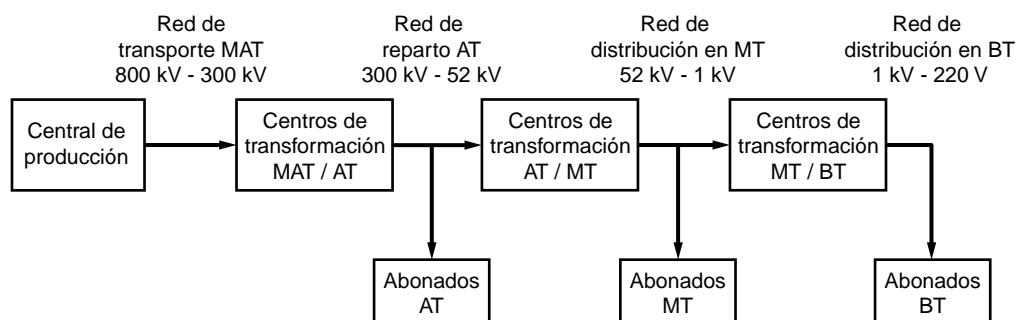 Red de
transporte MAT
800 kV - 300 kV
Red de
reparto AT
300 kV - 52 kV
Red de
distribución en MT
52 kV - 1 kV
Red de
distribución en BT
1 kV - 220 V
Central de
producción
Centros de
transformación
MAT / AT
Centros de
transformación
AT / MT
Centros de
transformación
MT / BT
Abonados
AT
Abonados
MT
Abonados
BT